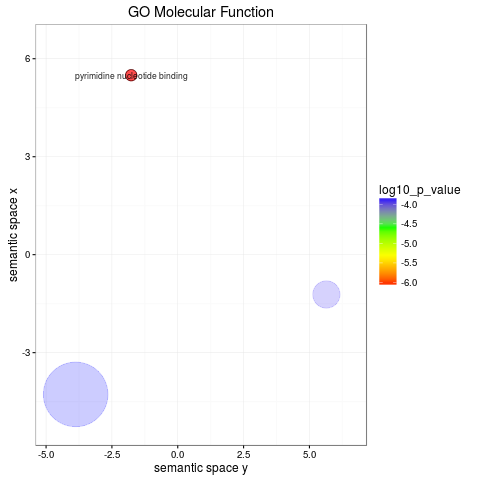 GO Molecular Function
6
3
0
-3
semantic space x
pyrimidine nucleotide binding
-5.0
-2.5
0.0
2.5
5.0
semantic space y
log10_p_value
-4.0
-4.5
-5.0
-5.5
-6.0